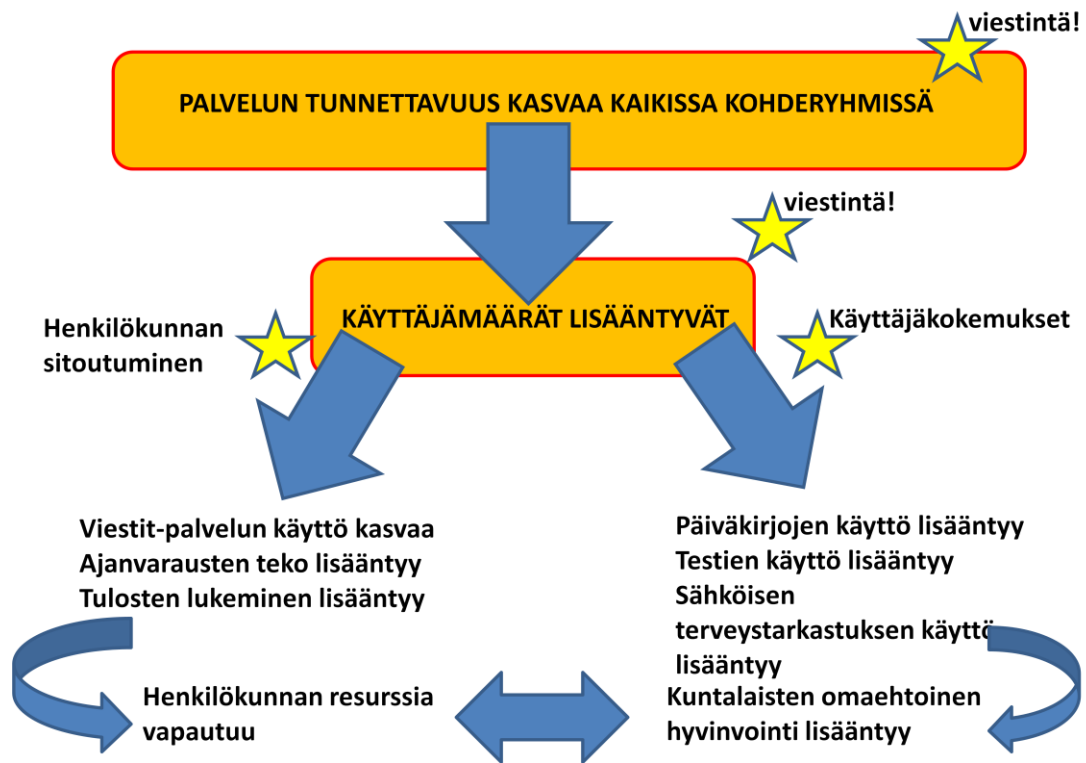 viestintä!
PALVELUN TUNNETTAVUUS KASVAA KAIKISSA KOHDERYHMISSÄ
viestintä!
KÄYTTÄJÄMÄÄRÄT LISÄÄNTYVÄT
Henkilökunnan
sitoutuminen
Käyttäjäkokemukset
Viestit-palvelun käyttö kasvaa
Ajanvarausten teko lisääntyy
Tulosten lukeminen lisääntyy
Päiväkirjojen käyttö lisääntyy
Testien käyttö lisääntyy
Sähköisen
terveystarkastuksen käyttö
lisääntyy
Henkilökunnan resurssia
vapautuu
Kuntalaisten omaehtoinen
hyvinvointi lisääntyy